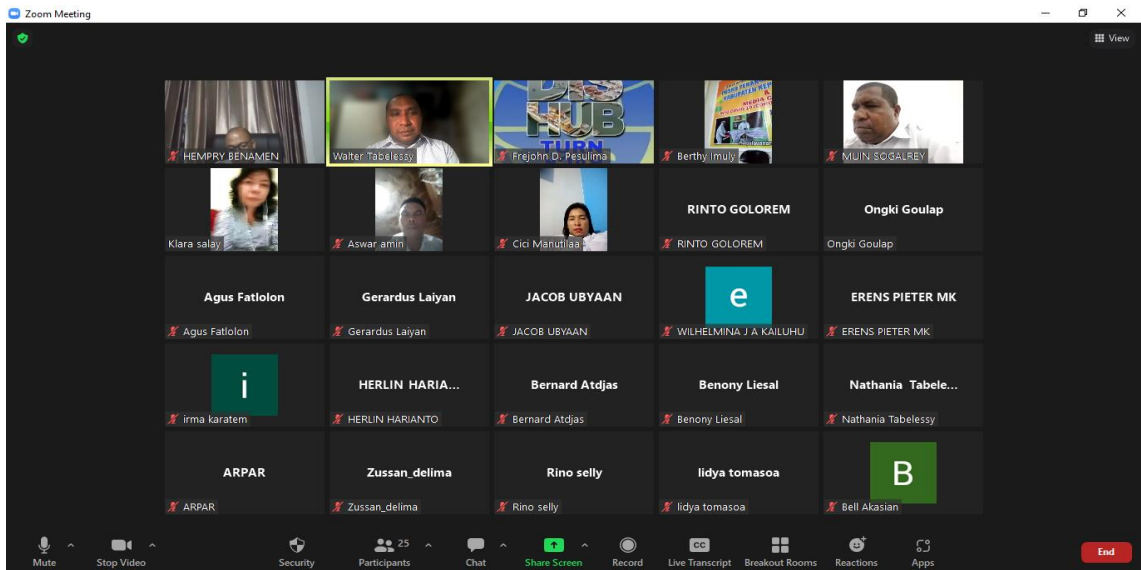 Zoom Meeting
View
DIS
HUB
TURN
HEMPRY BENAMEN
Walter Tabelessy
Frejohn D. Pesulima
Berthy Imuly
MUIN SOGALREY
RINTO GOLOREM
Ongki Goulap
Klara salay
Aswar amin
Cici Manutilaa
RINTO GOLOREM
Ongki Goulap
Agus Fatlolon
Gerardus Laiyan
JACOB UBYAAN
e
ERENS PIETER MK
Agus Fatlolon
Gerardus Laiyan
JACOB UBYAAN
WILHELMINA J A KAILUHU
ERENS PIETER MK
i
HERLIN HARIA...
Bernard Atdjas
Benony Liesal
Nathania Tabele...
irma karatem
HERLIN HARIANTO
Bernard Atdjas
Benony Liesal
Nathania Tabelessy
ARPAR
Zussan_delima
Rino selly
lidya tomasoa
B
ARPAR
Zussan_delima
Rino selly
lidya tomasoa
Bell Akasian
Mute
Stop Video
Security
25
Participants
Chat
Share Screen
Record
CC
Live Transcript
Breakout Rooms
Reactions
Apps
End